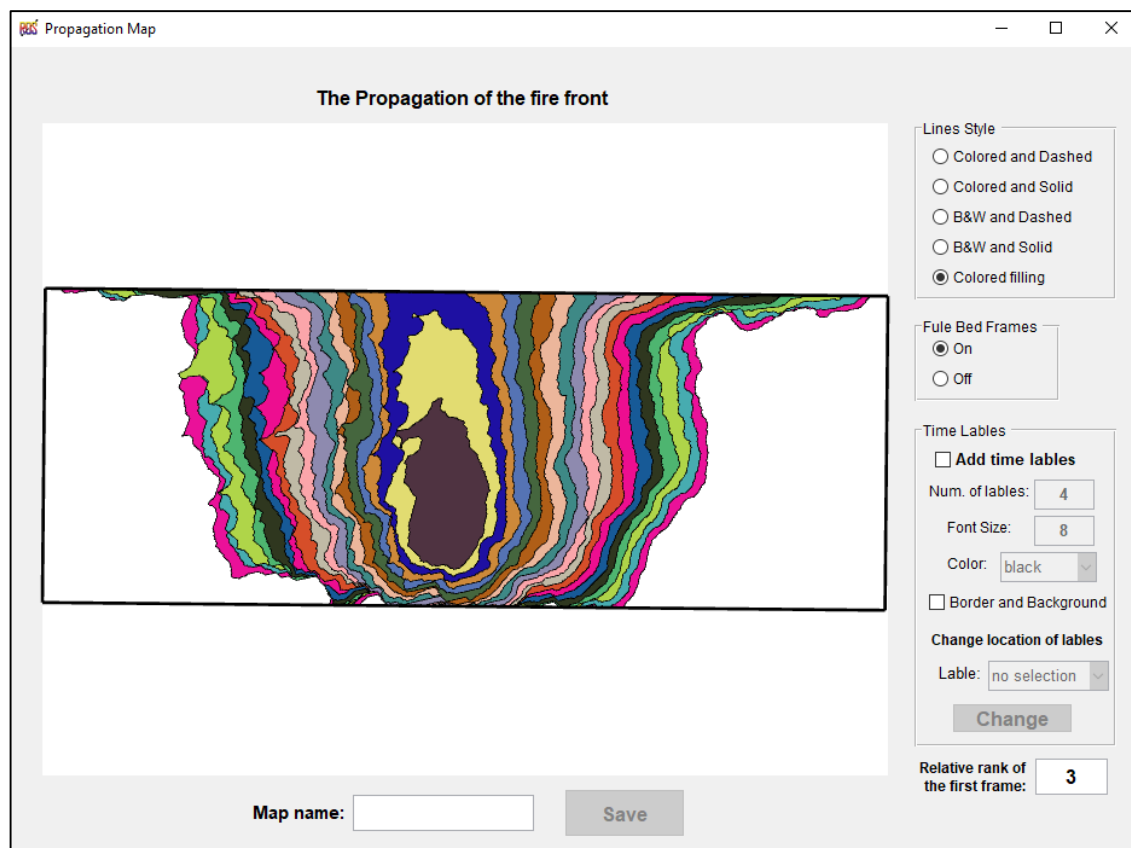 RBS Propagation Map
The Propagation of the fire front
Lines Style
Colored and Dashed
Colored and Solid
B&W and Dashed
B&W and Solid
Colored filling
Fule Bed Frames
On
Off
Time Lables
Add time lables
Num. of lables: 4
Font Size: 8
Color: black
Border and Background
Change location of lables
Lable: no selection
Change
Relative rank of
the first frame: 3
Map name:
Save